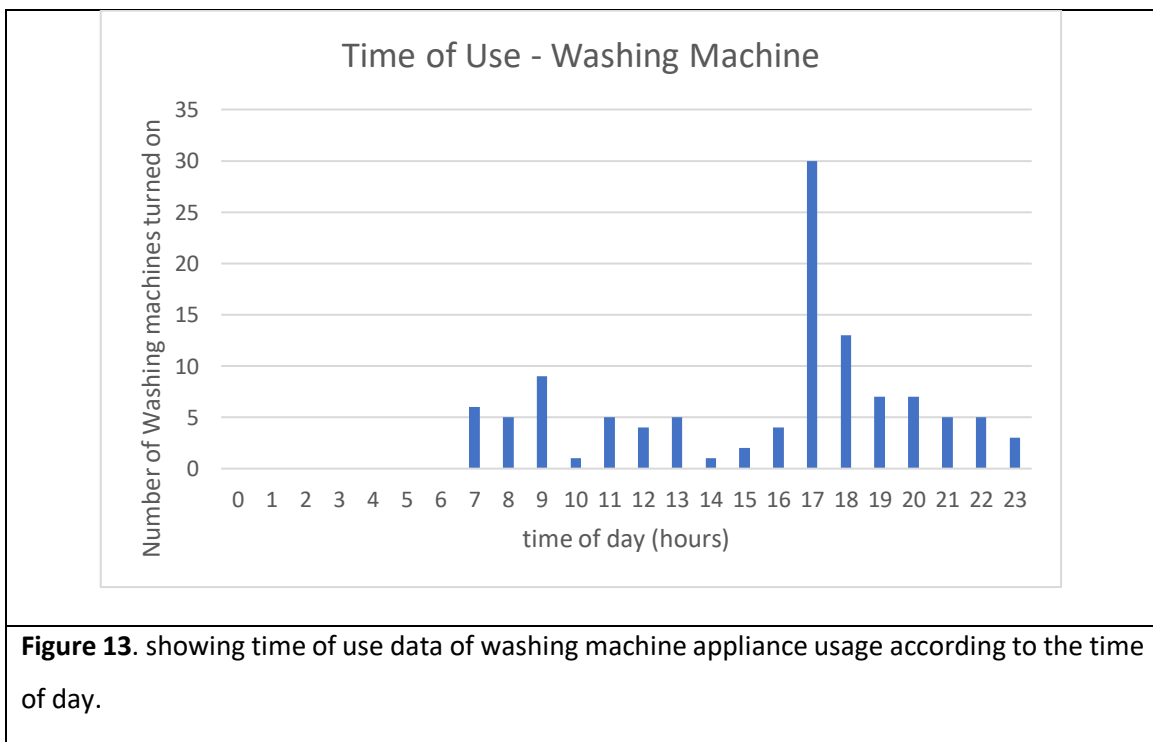 Time of Use - Washing Machine
Number of Washing machines turned on
35
30
25
20
15
10
5
0
0 1 2 3 4 5 6 7 8 9 10 11 12 13 14 15 16 17 18 19 20 21 22 23
time of day (hours)
Figure 13. showing time of use data of washing machine appliance usage according to the time
of day.